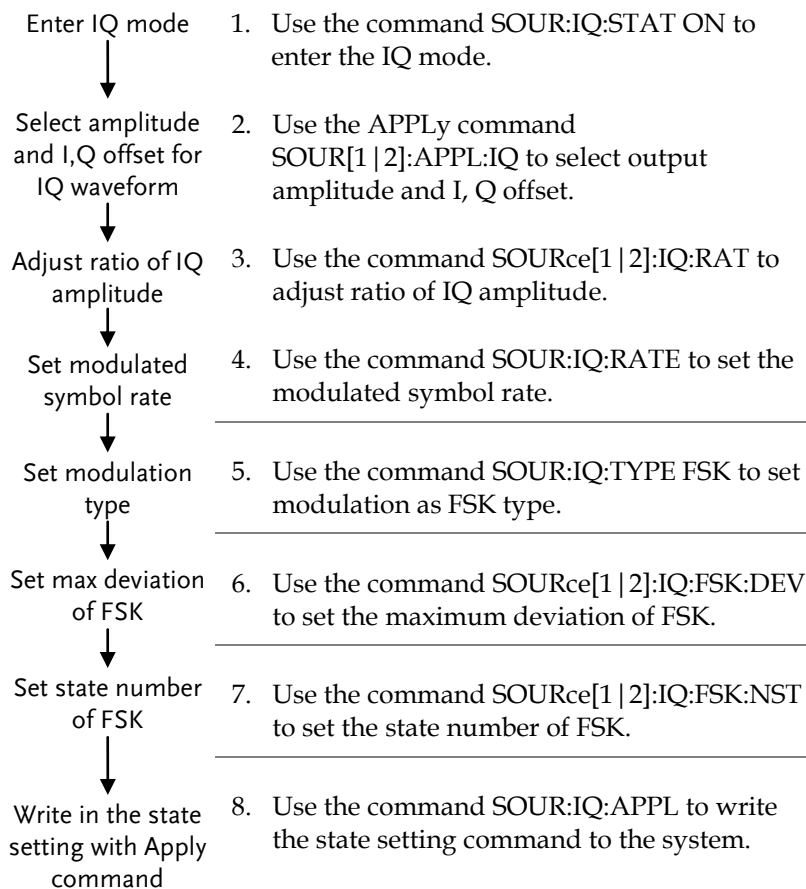 Enter IQ mode
1. Use the command SOUR:IQ:STAT ON to
enter the IQ mode.
Select amplitude
and I,Q offset for
IQ waveform
2. Use the APPLy command
SOUR[1|2]:APPL:IQ to select output
amplitude and I, Q offset.
Adjust ratio of IQ
amplitude
3. Use the command SOURce[1|2]:IQ:RAT to
adjust ratio of IQ amplitude.
Set modulated
symbol rate
4. Use the command SOUR:IQ:RATE to set the
modulated symbol rate.
Set modulation
type
5. Use the command SOUR:IQ:TYPE FSK to set
modulation as FSK type.
Set max deviation
of FSK
6. Use the command SOURce[1|2]:IQ:FSK:DEV
to set the maximum deviation of FSK.
Set state number
of FSK
7. Use the command SOURce[1|2]:IQ:FSK:NST
to set the state number of FSK.
Write in the state
setting with Apply
command
8. Use the command SOUR:IQ:APPL to write
the state setting command to the system.